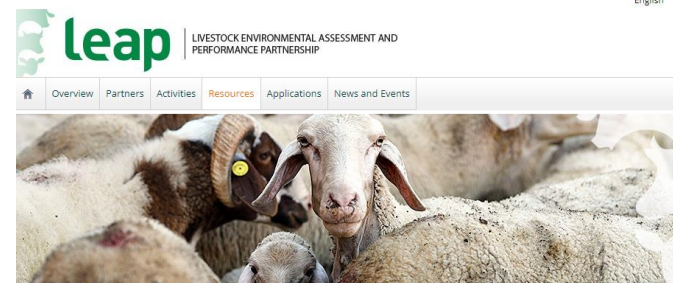 English
leap
LIVESTOCK ENVIRONMENTAL ASSESSMENT AND
PERFORMANCE PARTNERSHIP
Overview Partners Activities Resources Applications News and Events